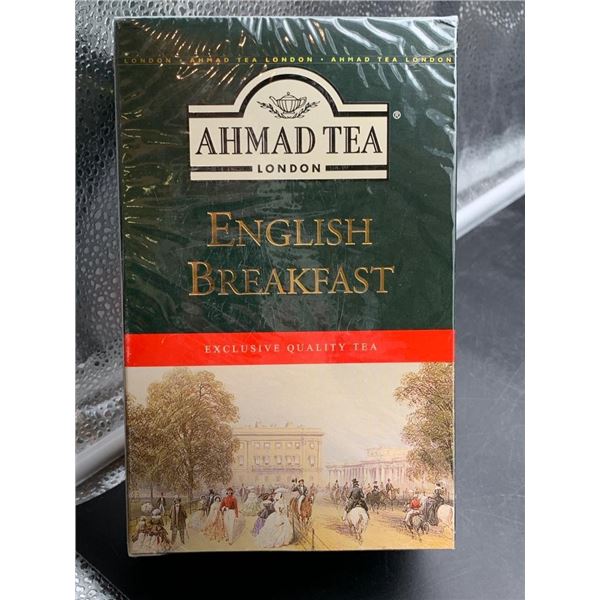 LONDON • AHMAD TEA LONDON • AHMAD TEA LONDON
AHMAD TEA®
LONDON
ENGLISH
BREAKFAST
EXCLUSIVE QUALITY TEA